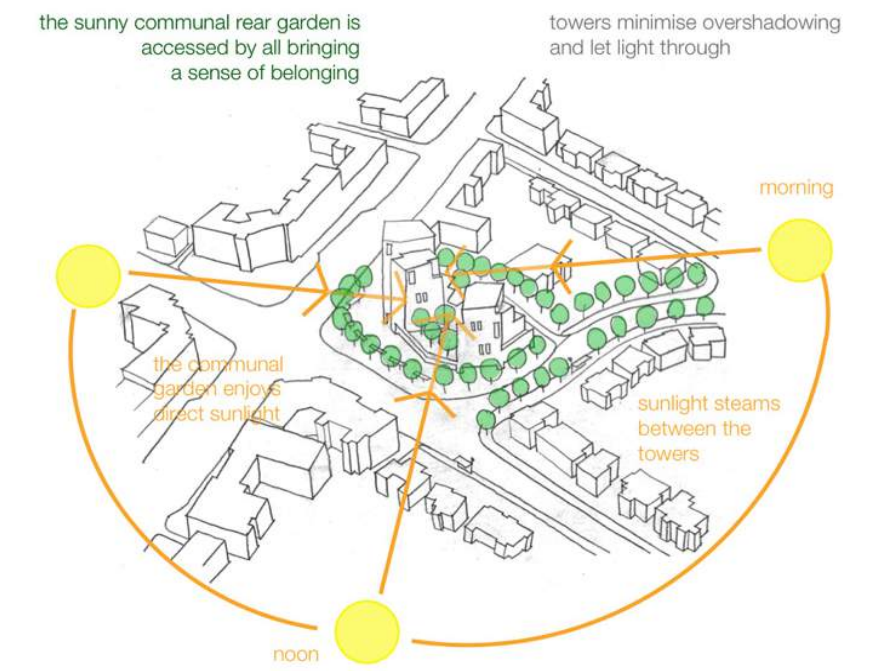 the sunny communal rear garden is
accessed by all bringing
a sense of belonging
towers minimise overshadowing
and let light through
morning
the communal
garden enjoys
direct sunlight
sunlight steams
between the
towers
noon